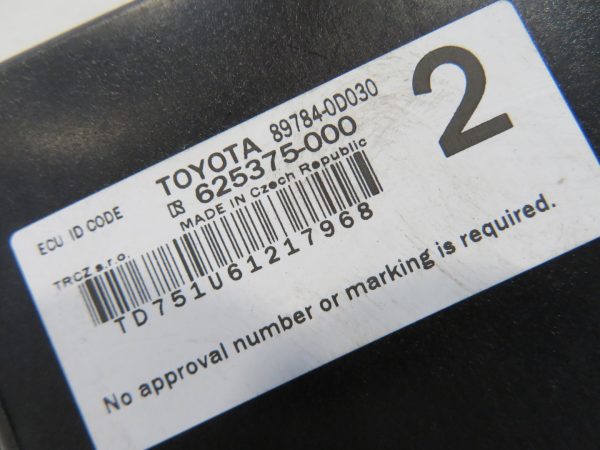 2
TOYOTA 89784-0D030
625375-000
MADE IN Czech Republic
ECU ID CODE
TRCZ s.r.o.
TD751U61217968
No approval number or marking is required.